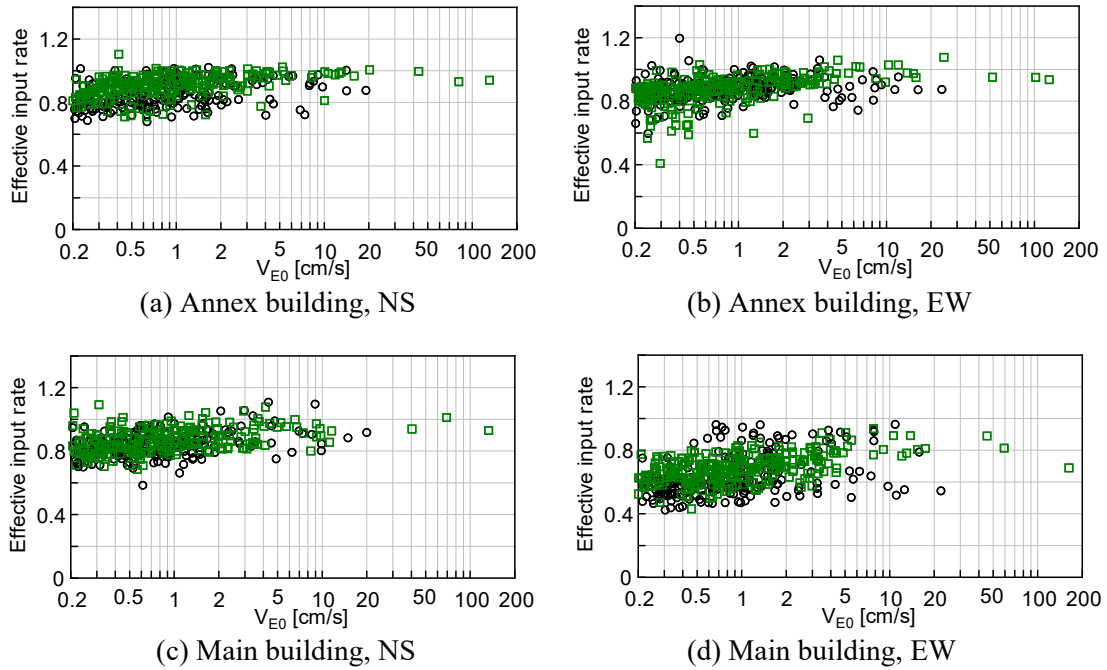 Effective input rate
1.2
0.8
0.4
0
0.2 0.5 1 2 5 10 20 50 100 200
V_E0 [cm/s]
(a) Annex building, NS
Effective input rate
1.2
0.8
0.4
0
0.2 0.5 1 2 5 10 20 50 100 200
V_E0 [cm/s]
(b) Annex building, EW
Effective input rate
1.2
0.8
0.4
0
0.2 0.5 1 2 5 10 20 50 100 200
V_E0 [cm/s]
(c) Main building, NS
Effective input rate
1.2
0.8
0.4
0
0.2 0.5 1 2 5 10 20 50 100 200
V_E0 [cm/s]
(d) Main building, EW